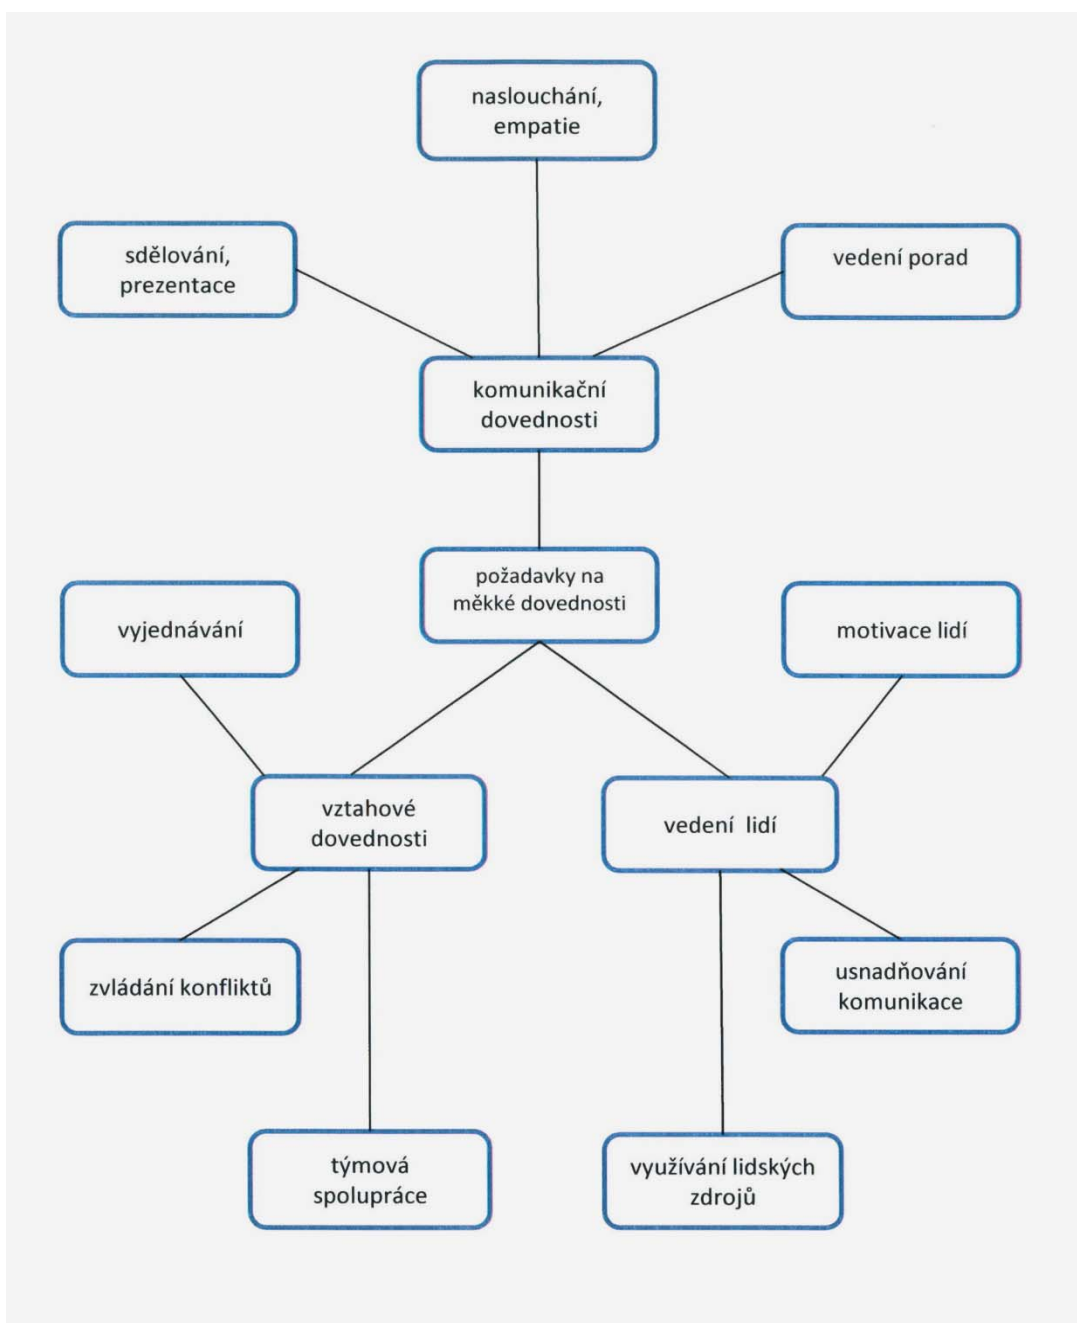 naslouchání,
empatie
sdělování,
prezentace
vedení porad
komunikační
dovednosti
požadavky na
měkké dovednosti
vyjednávání
motivace lidí
vztahové
dovednosti
vedení lidí
zvládání konfliktů
usnadňování
komunikace
týmová
spolupráce
využívání lidských
zdrojů